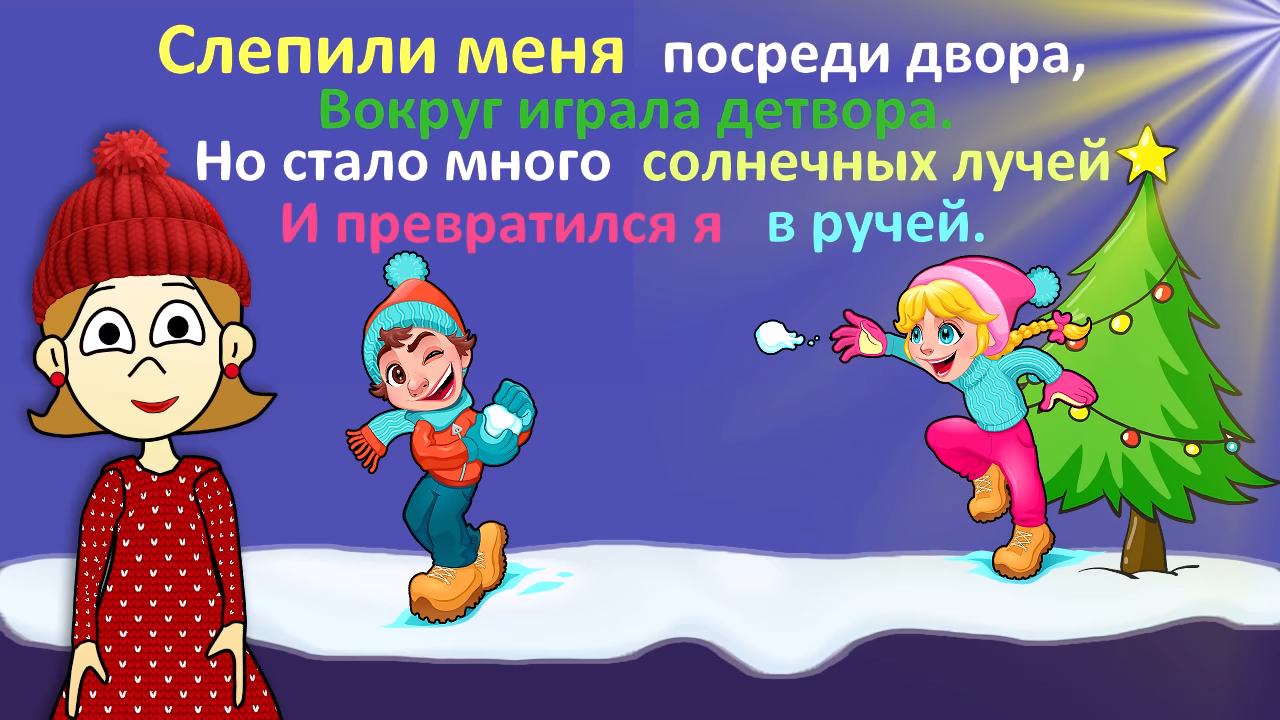 Слепили меня посреди двора,
Вокруг играла детвора.
Но стало много солнечных лучей
И превратился я в ручей.